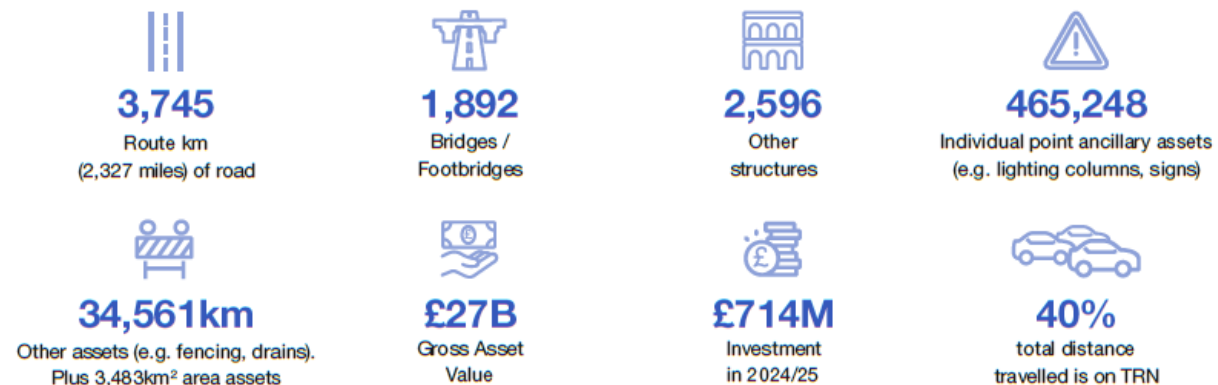 3,745
Route km
(2,327 miles) of road
1,892
Bridges /
Footbridges
2,596
Other
structures
465,248
Individual point ancillary assets
(e.g. lighting columns, signs)
34,561km
Other assets (e.g. fencing, drains).
Plus 3.483km² area assets
£27B
Gross Asset
Value
£714M
Investment
in 2024/25
40%
total distance
travelled is on TRN